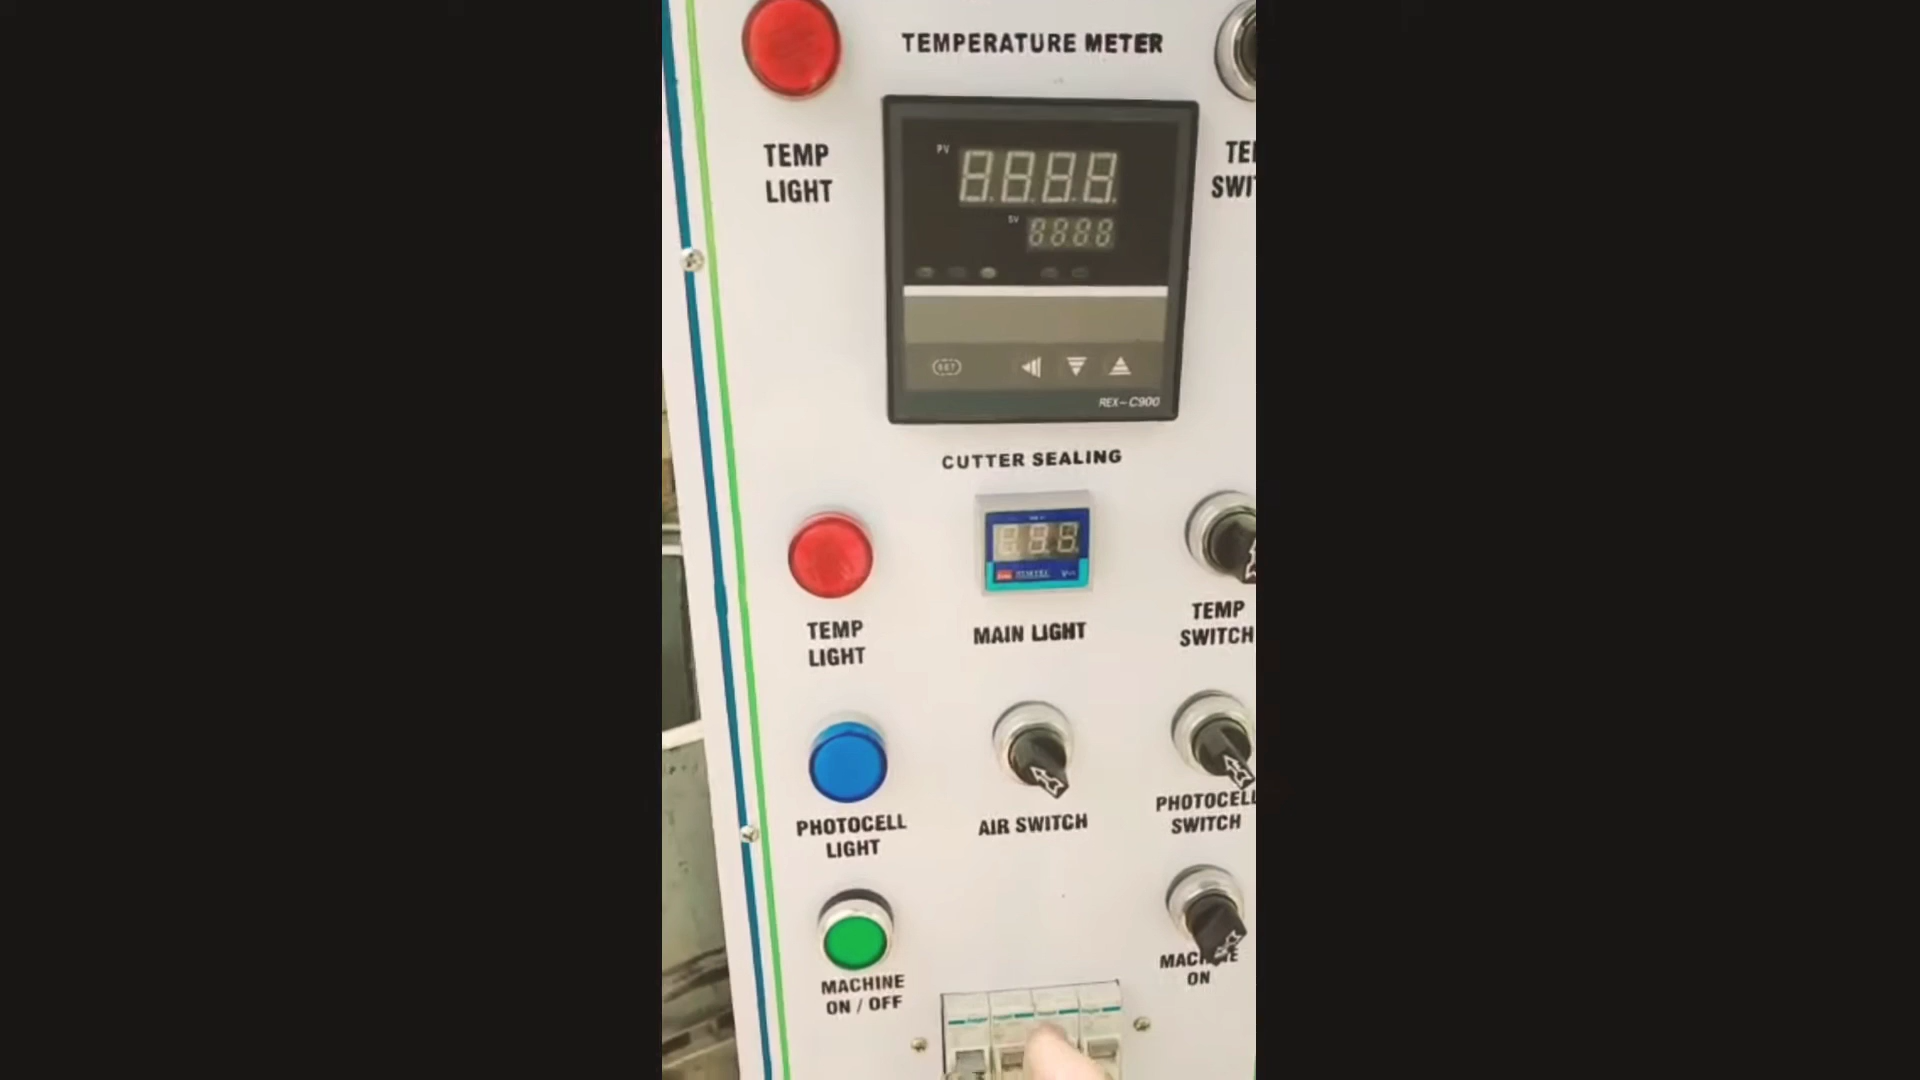 TEMPERATURE METER
TEMP
LIGHT
PV
SV
SET
REX-C900
CUTTER SEALING
TEMP
LIGHT
MAIN LIGHT
TEMP
SWITCH
PHOTOCELL
LIGHT
AIR SWITCH
PHOTOCELL
SWITCH
MACHINE
ON / OFF
ON